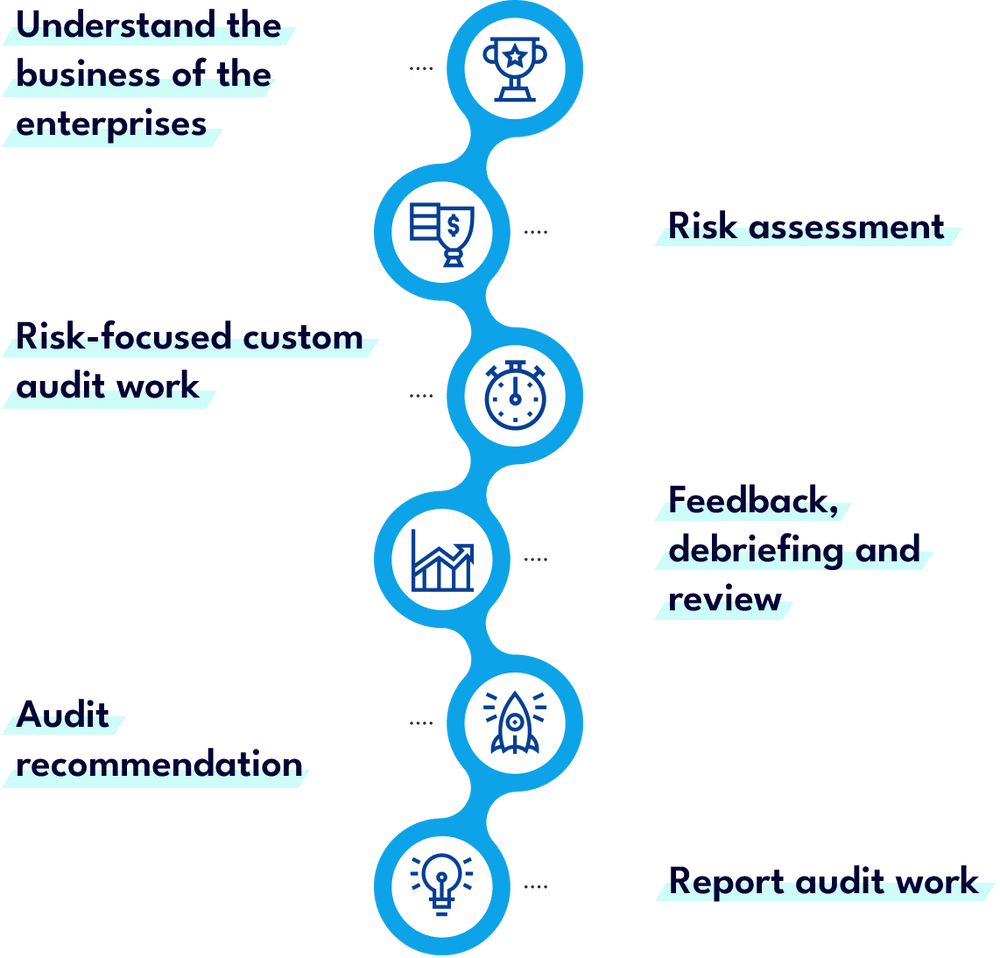 Understand the
business of the
enterprises
Risk assessment
Risk-focused custom
audit work
Feedback,
debriefing and
review
Audit
recommendation
Report audit work